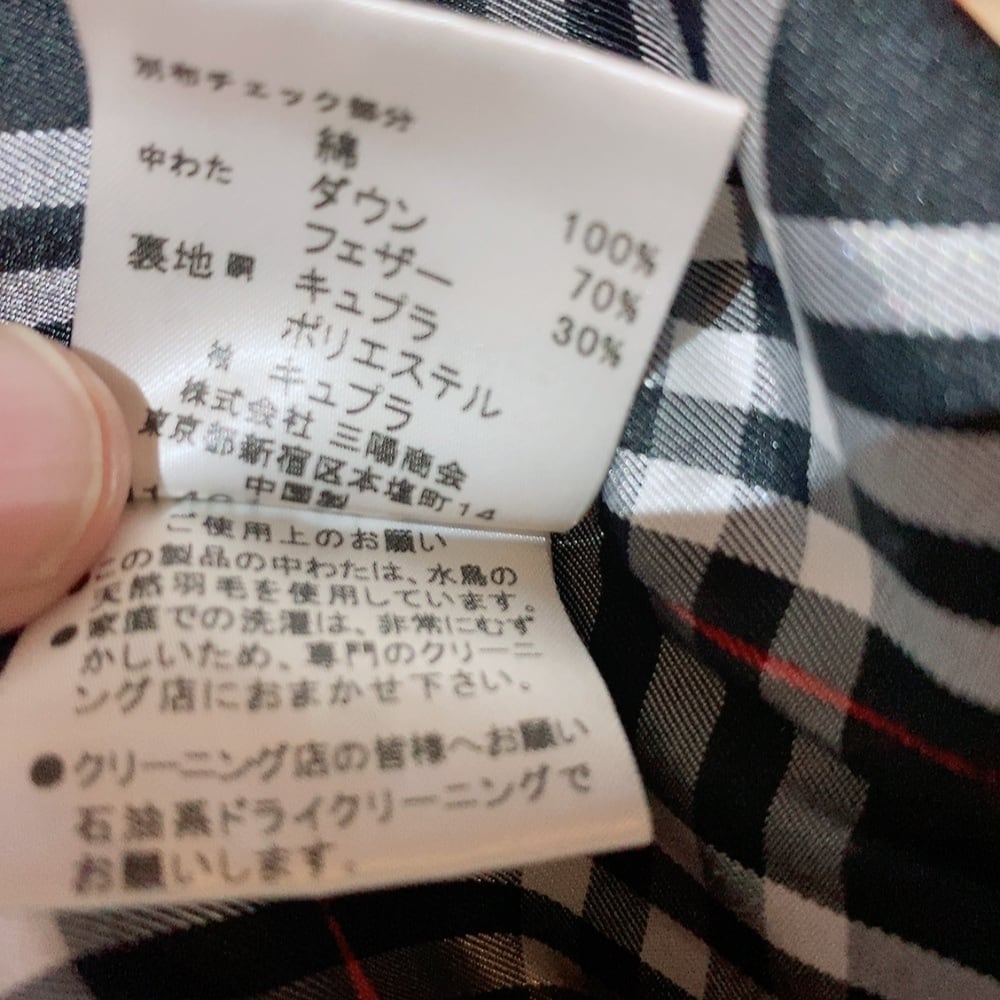 別布チェック部分
綿 100%
中わた ダウン 70%
フェザー 30%
裏地 胴 キュプラ
ポリエステル
袖 キュプラ
株式会社 三陽商会
東京都新宿区本塩町14
中国製
ご使用上のお願い
この製品の中わたは、水鳥の
天然羽毛を使用しています。
●家庭での洗濯は、非常にむず
かしいため、専門のクリーニ
ング店におまかせ下さい。
●クリーニング店の皆様へお願い
石油系ドライクリーニングで
お願いします。